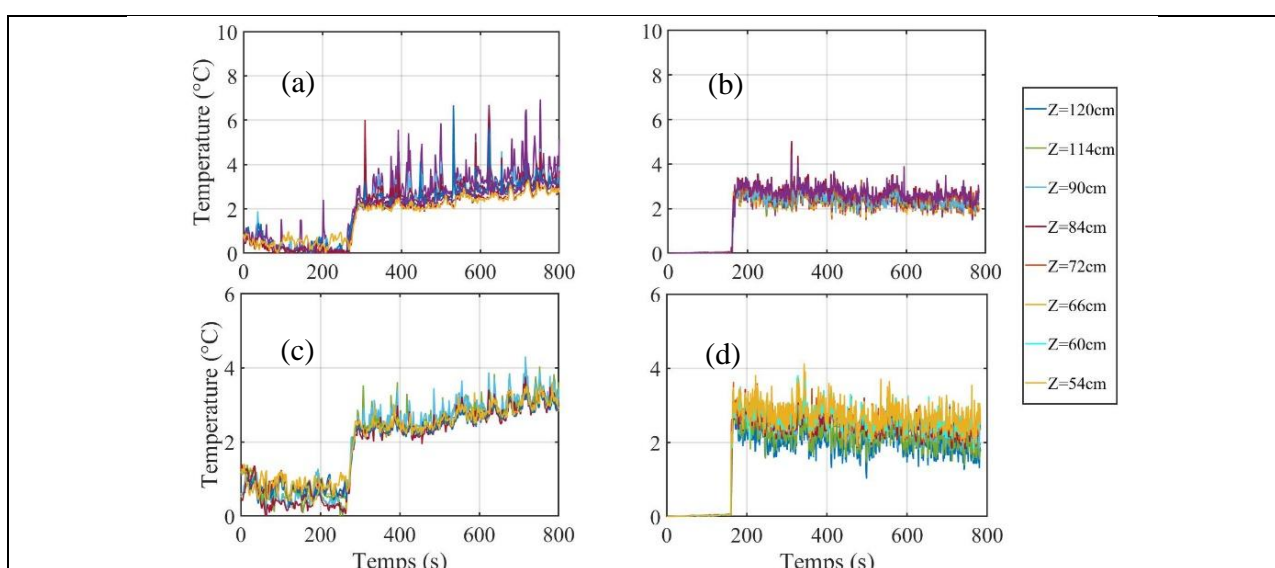 10
8
6
4
2
0
Temperature (°C)
(a)
0 200 400 600 800
10
8
6
4
2
0
(b)
0 200 400 600 800
Z=120cm
Z=114cm
Z=90cm
Z=84cm
Z=72cm
Z=66cm
Z=60cm
Z=54cm
6
4
2
0
Temperature (°C)
(c)
0 200 400 600 800
Temps (s)
6
4
2
0
(d)
0 200 400 600 800
Temps (s)